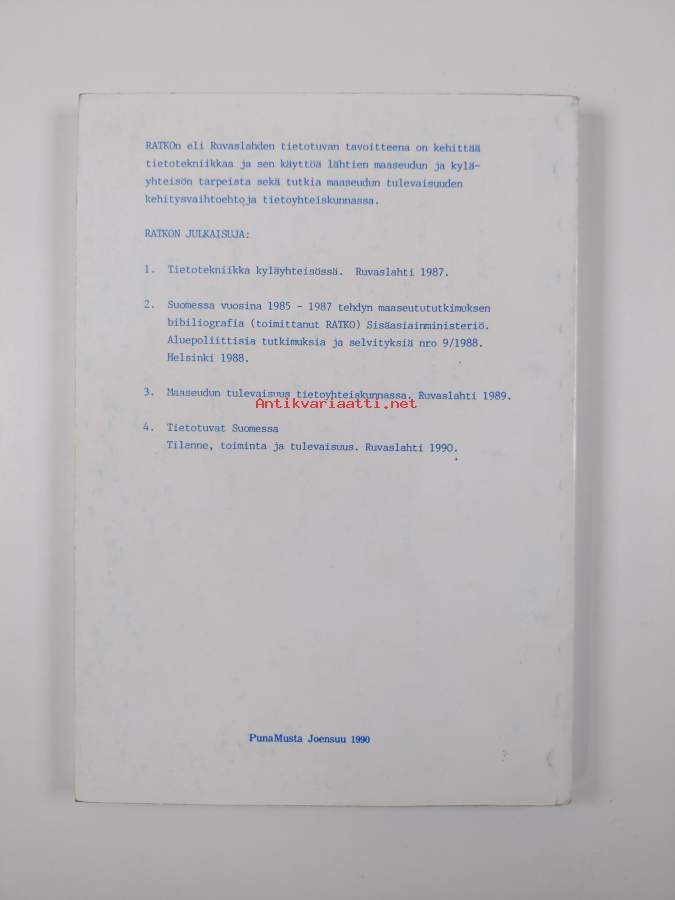 RATKOn eli Ruvaslahden tietotuvan tavoitteena on kehittää
tietotekniikkaa ja sen käyttöä lähtien maaseudun ja kylä-
yhteisön tarpeista sekä tutkia maaseudun tulevaisuuden
kehitysvaihtoehtoja tietoyhteiskunnassa.
RATKON JULKAISUJA:
1. Tietotekniikka kyläyhteisössä. Ruvaslahti 1987.
2. Suomessa vuosina 1985 - 1987 tehdyn maaseutututkimuksen
bibiliografia (toimittanut RATKO) Sisäasiainministeriö.
Aluepoliittisia tutkimuksia ja selvityksiä nro 9/1988.
Helsinki 1988.
3. Maaseudun tulevaisuus tietoyhteiskunnassa. Ruvaslahti 1989.
Antikvariaatti.net
4. Tietotuvat Suomessa
Tilanne, toiminta ja tulevaisuus. Ruvaslahti 1990.
PunaMusta Joensuu 1990